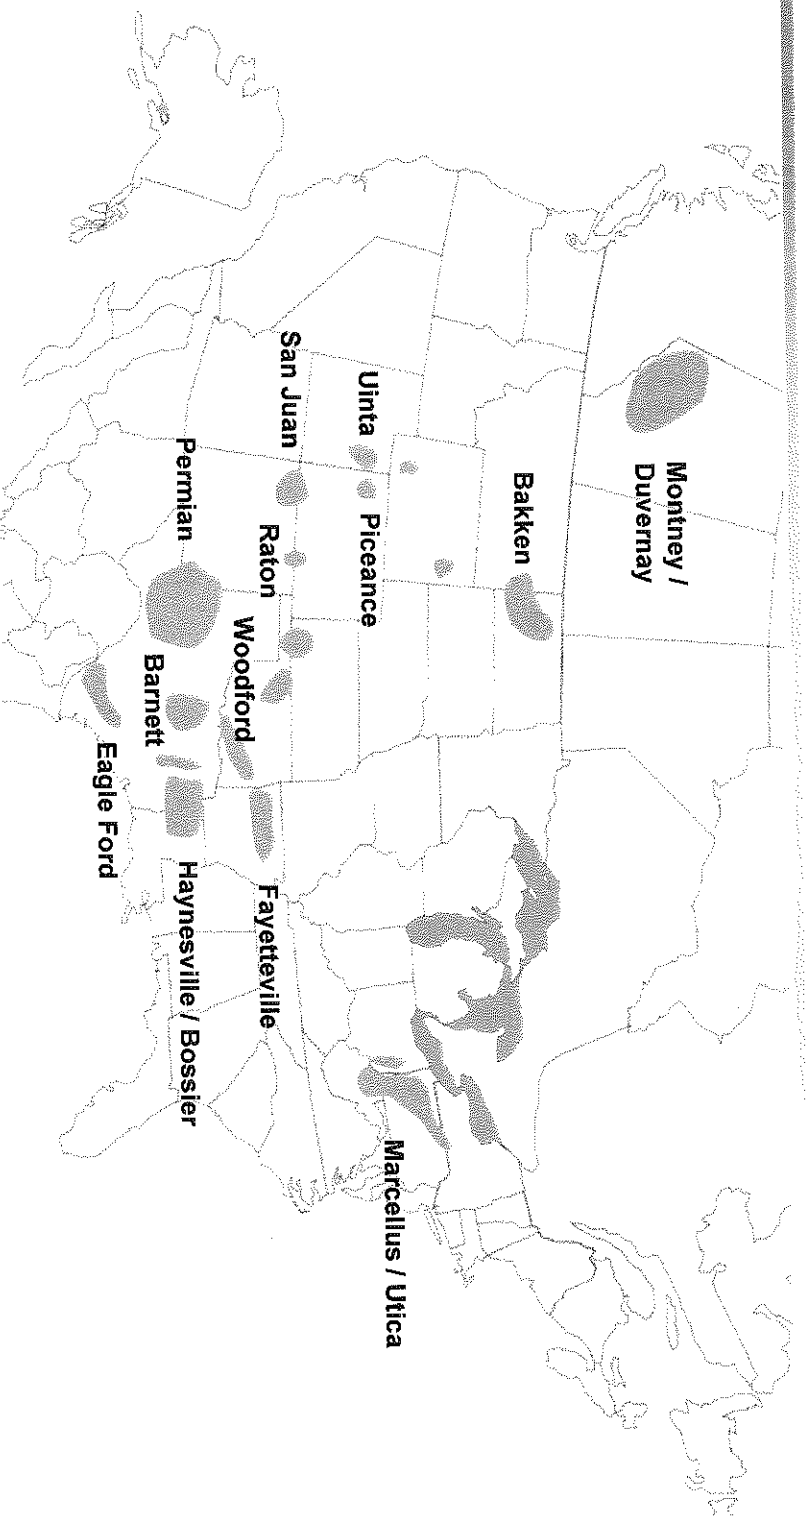 Montney /
Duvernay
Bakken
Uinta
Piceance
San Juan
Raton
Woodford
Permian
Barnett
Eagle Ford
Fayetteville
Haynesville / Bossier
Marcellus / Utica